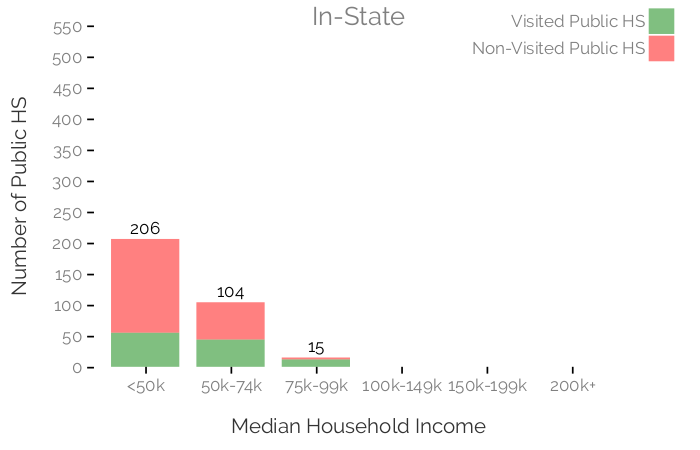 In-State
Visited Public HS
Non-Visited Public HS
Number of Public HS
550
500
450
400
350
300
250
200
150
100
50
0
206
104
15
<50k
50k-74k
75k-99k
100k-149k
150k-199k
200k+
Median Household Income